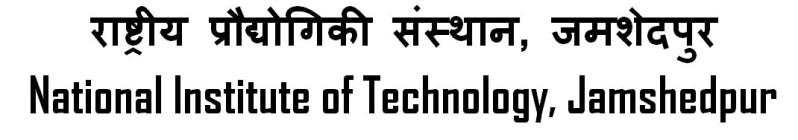 राष्ट्रीय प्रौद्योगिकी संस्थान, जमशेदपुर
National Institute of Technology, Jamshedpur